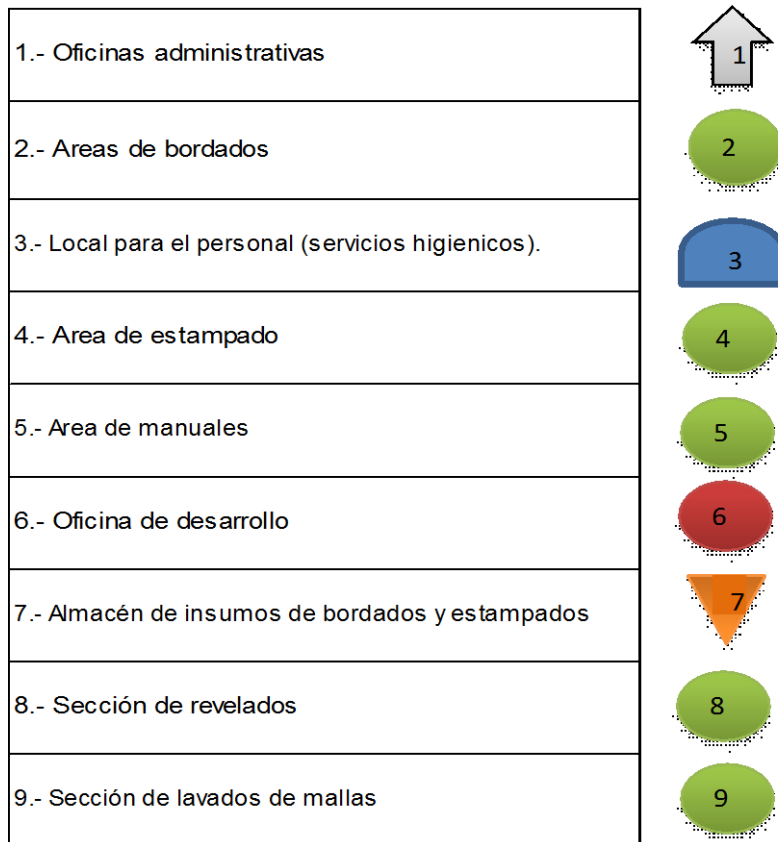 1.- Oficinas administrativas
1
2.- Areas de bordados
2
3.- Local para el personal (servicios higienicos).
3
4.- Area de estampado
4
5.- Area de manuales
5
6.- Oficina de desarrollo
6
7.- Almacén de insumos de bordados y estampados
7
8.- Sección de revelados
8
9.- Sección de lavados de mallas
9